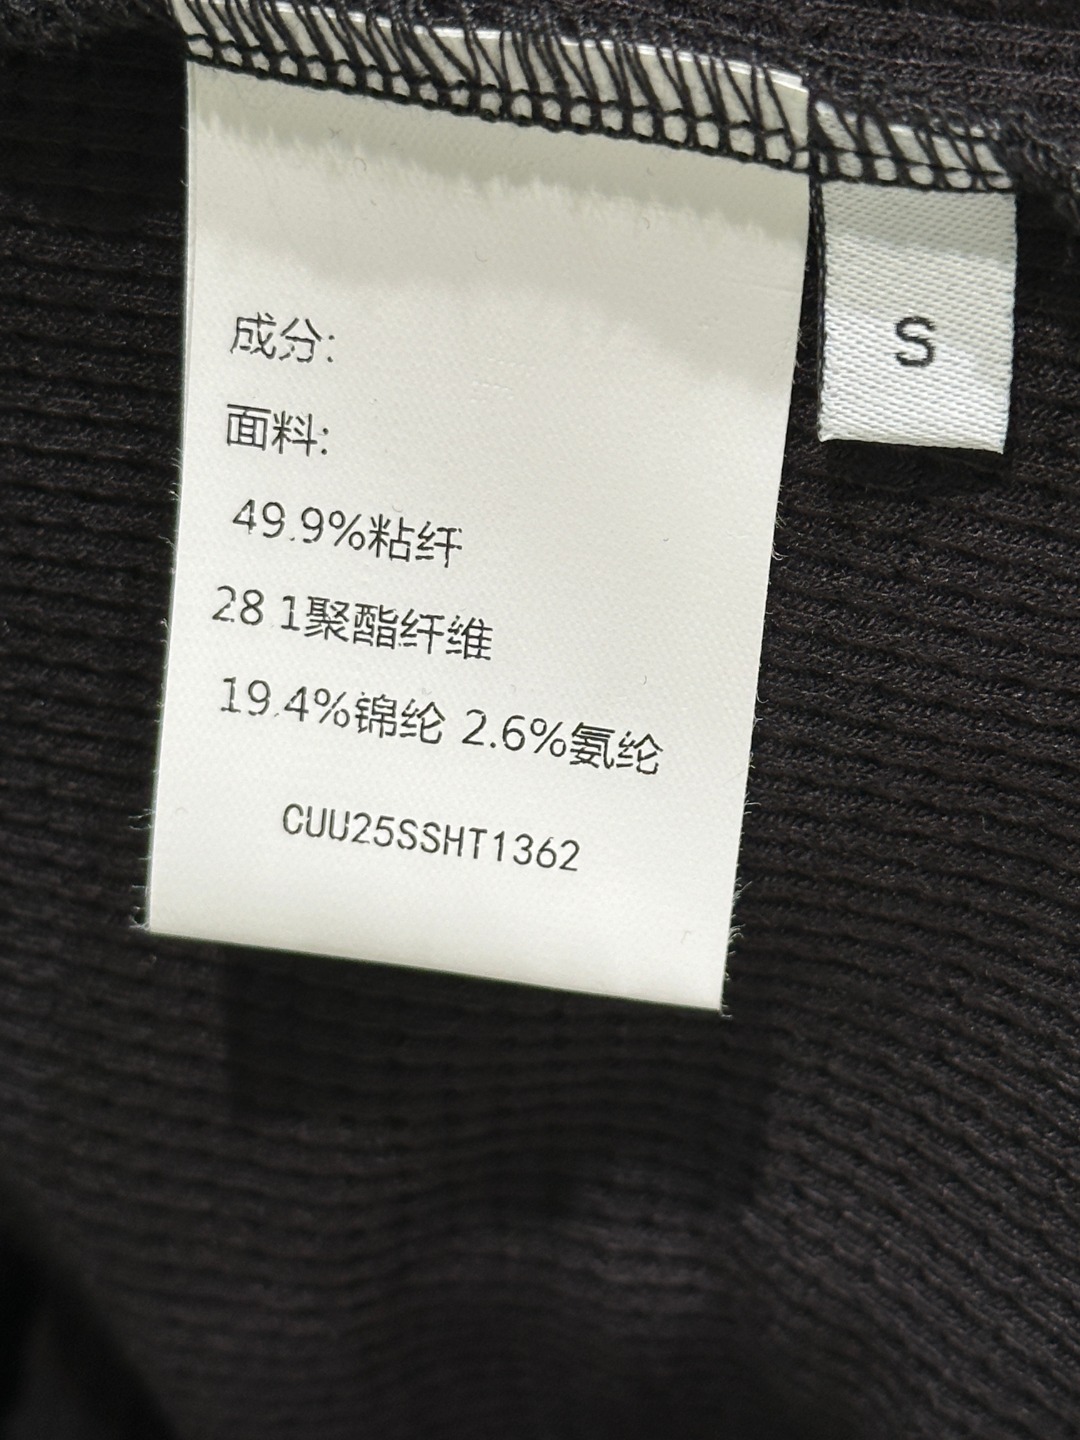 成分:
面料:
49.9%粘纤
28.1聚酯纤维
19.4%锦纶 2.6%氨纶
CUU25SSHT1362
S